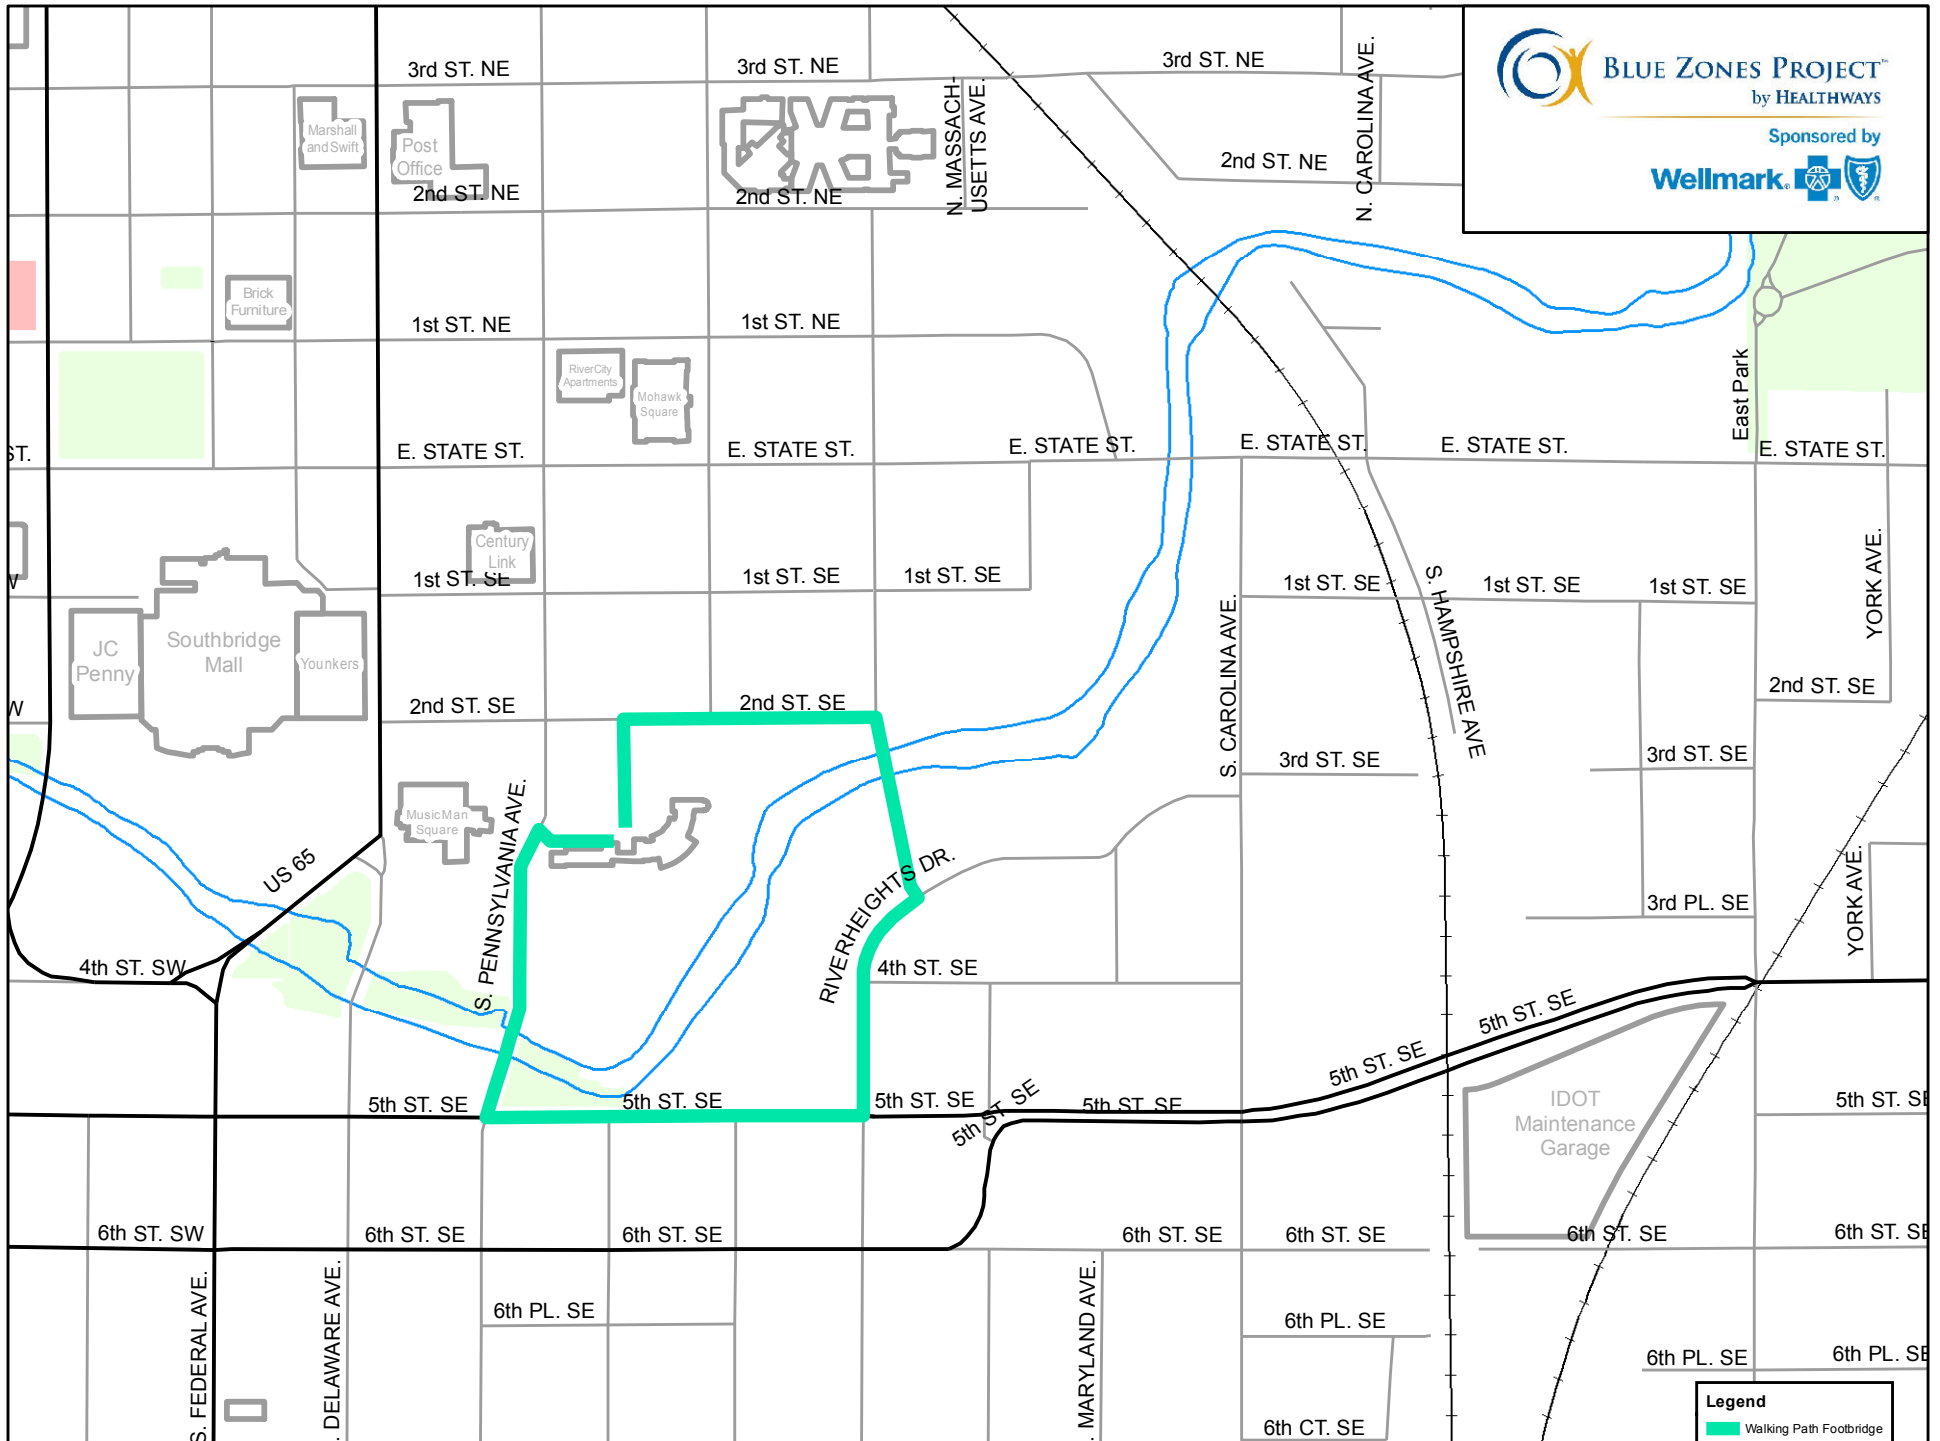 3rd ST. NE
3rd ST. NE
3rd ST. NE
N. MASSACH-
USETTS AVE.
N. CAROLINA AVE.
BLUE ZONES PROJECT™
by HEALTHWAYS
Sponsored by
Wellmark®
Marshall
and Swift
Post
Office
2nd ST. NE
2nd ST. NE
2nd ST. NE
Brick
Furniture
1st ST. NE
1st ST. NE
RiverCity
Apartments
Mohawk
Square
East Park
ST.
E. STATE ST.
E. STATE ST.
E. STATE ST.
E. STATE ST.
E. STATE ST.
E. STATE ST.
Century
Link
W
1st ST. SE
1st ST. SE
1st ST. SE
1st ST. SE
1st ST. SE
1st ST. SE
S. CAROLINA AVE.
S. HAMPSHIRE AVE
YORK AVE.
JC
Penny
Southbridge
Mall
Younkers
W
2nd ST. SE
2nd ST. SE
2nd ST. SE
3rd ST. SE
3rd ST. SE
MusicMan
Square
S. PENNSYLVANIA AVE.
US 65
RIVERHEIGHTS DR.
3rd PL. SE
YORK AVE.
4th ST. SW
4th ST. SE
5th ST. SE
5th ST. SE
5th ST. SE
5th ST. SE
5th ST. SE
5th ST. SE
5th ST. SE
5th ST. SE
IDOT
Maintenance
Garage
6th ST. SW
6th ST. SE
6th ST. SE
6th ST. SE
6th ST. SE
6th ST. SE
6th ST. SE
S. FEDERAL AVE.
. DELAWARE AVE.
. MARYLAND AVE.
6th PL. SE
6th PL. SE
6th PL. SE
6th PL. SE
6th CT. SE
Legend
Walking Path Footbridge